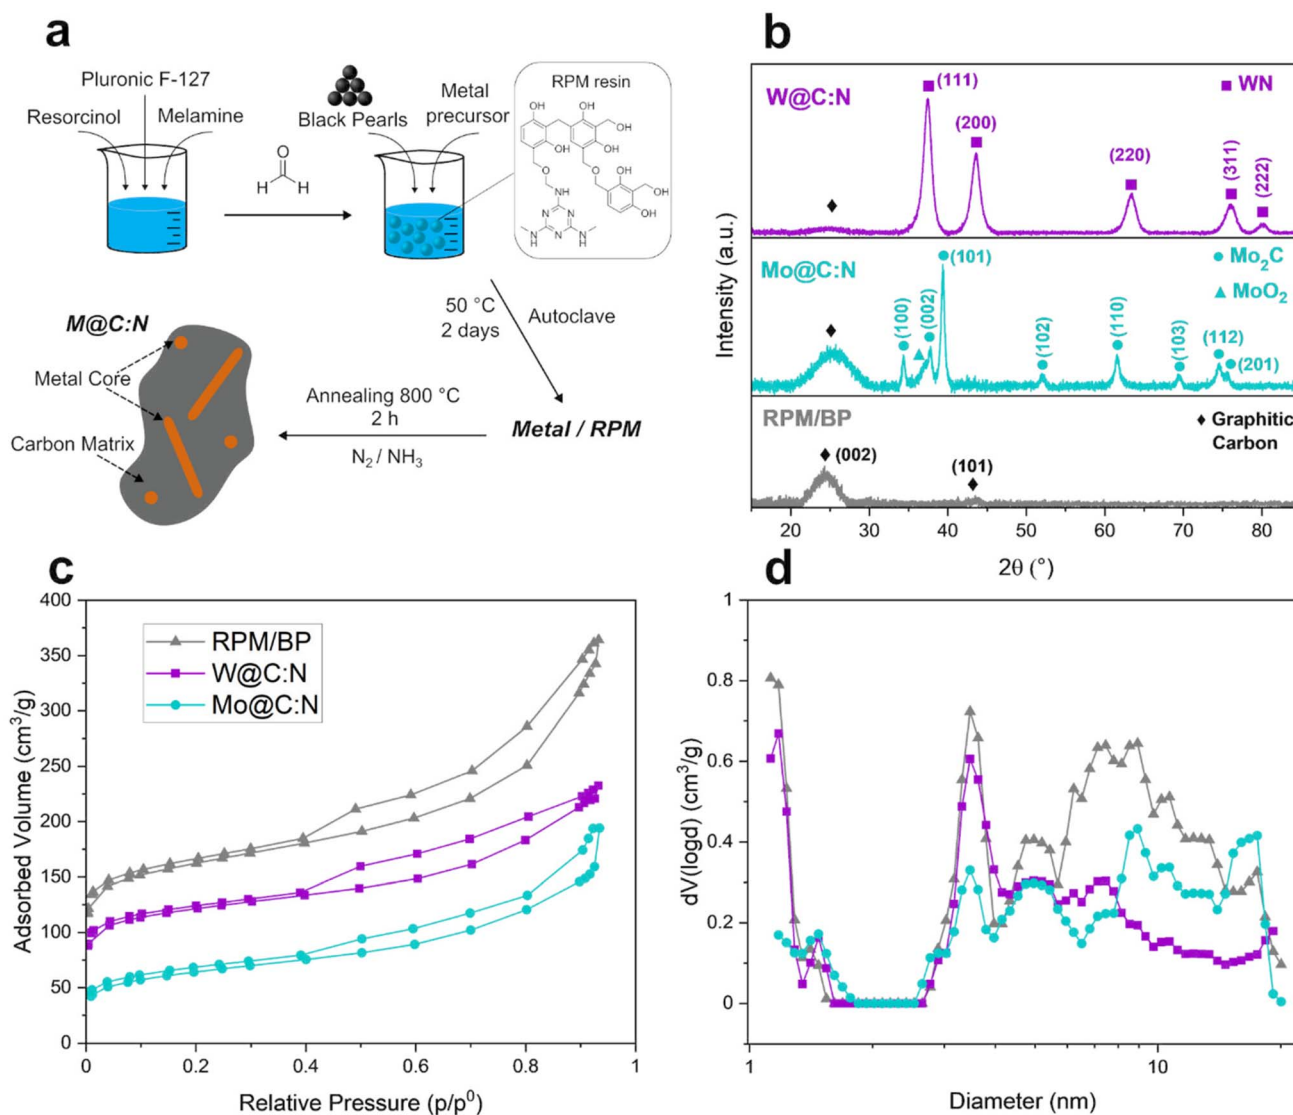 a
Pluronic F-127
Resorcinol
Melamine
O
H H
Black Pearls
Metal
precursor
RPM resin
OH OH OH
OH
OH OH
O
O
OH
OH
NH
OH
N N
N H N N H
50 °C
2 days
Autoclave
Metal / RPM
Annealing 800 °C
2 h
N₂ / NH₃
M@C:N
Metal Core
Carbon Matrix
b
W@C:N
(111)
(200)
(220)
(311)
(222)
WN
Mo@C:N
(100)
(002)
(101)
(102)
(110)
(103)
(112)
(201)
Mo₂C
MoO₂
RPM/BP
(002)
(101)
Graphitic
Carbon
Intensity (a.u.)
20 30 40 50 60 70 80
2θ (°)
c
400
350
300
250
200
150
100
50
0
RPM/BP
W@C:N
Mo@C:N
Adsorbed Volume (cm³/g)
0 0.2 0.4 0.6 0.8 1
Relative Pressure (p/p⁰)
d
1
0.8
0.6
0.4
0.2
0
dV(logd) (cm³/g)
1 10
Diameter (nm)